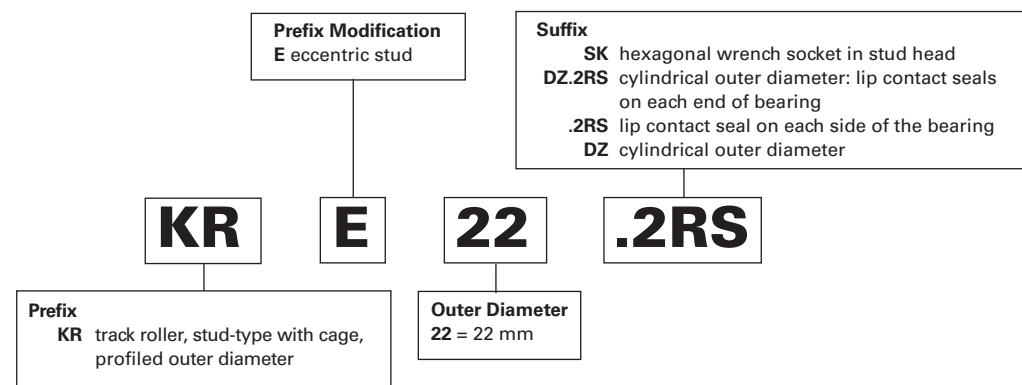 Prefix Modification
E eccentric stud
Suffix
SK hexagonal wrench socket in stud head
DZ.2RS cylindrical outer diameter: lip contact seals
on each end of bearing
.2RS lip contact seal on each side of the bearing
DZ cylindrical outer diameter
KR E 22 .2RS
Prefix
KR track roller, stud-type with cage,
profiled outer diameter
Outer Diameter
22 = 22 mm